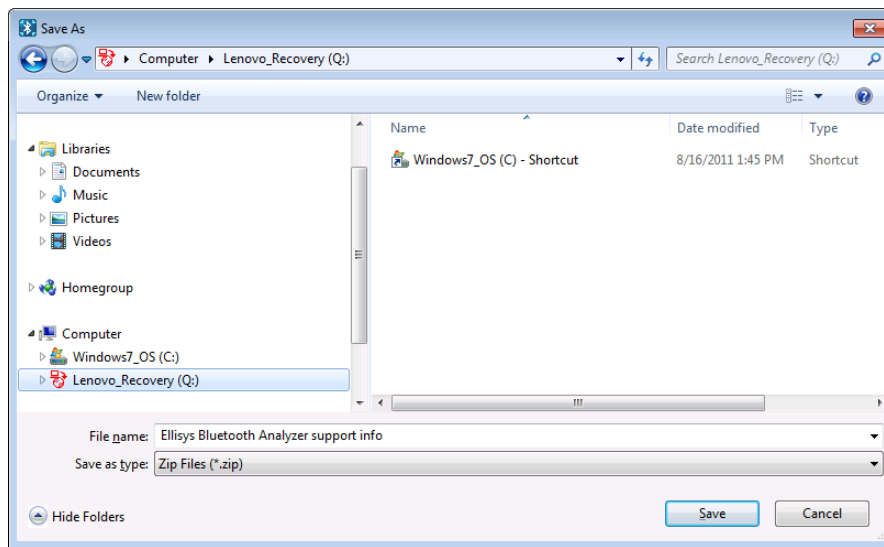 Save As
Computer Lenovo_Recovery (Q:) Search Lenovo_Recovery (Q:)
Organize New folder
Name Date modified Type
Libraries
Documents
Music
Pictures
Videos
Homegroup
Computer
Windows7_OS (C:)
Lenovo_Recovery (Q:)
Windows7_OS (C) - Shortcut 8/16/2011 1:45 PM Shortcut
File name: Ellisys Bluetooth Analyzer support info
Save as type: Zip Files (*.zip)
Hide Folders Save Cancel